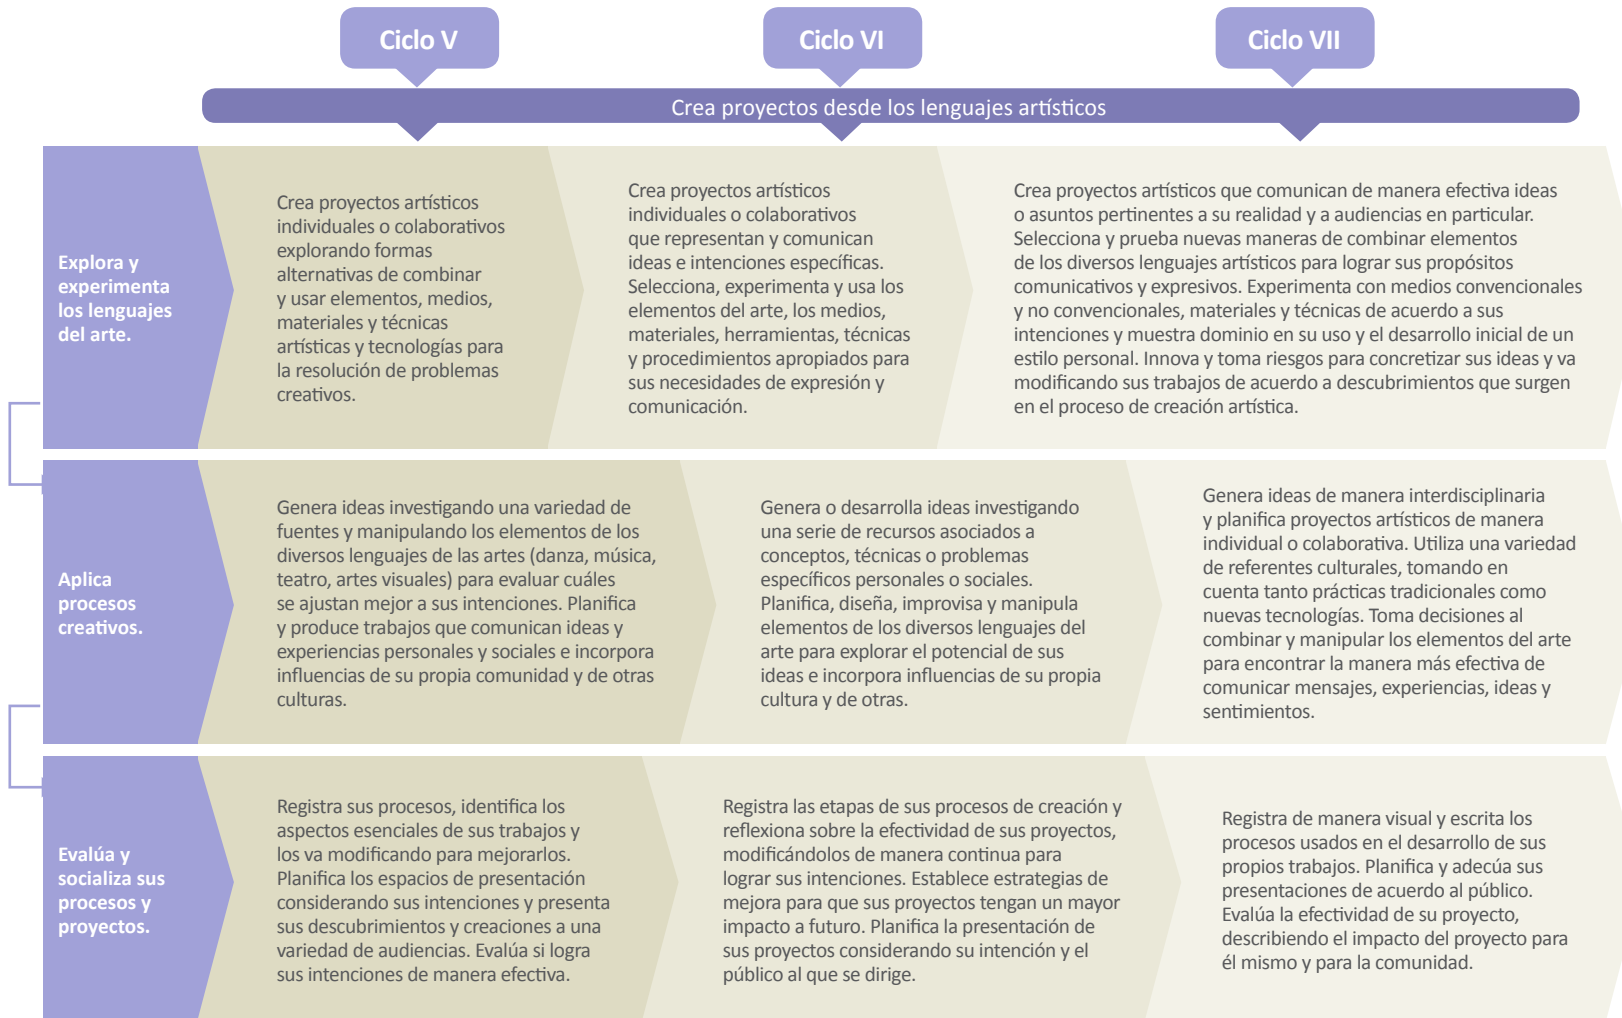 Ciclo V
Ciclo VI
Ciclo VII
Crea proyectos desde los lenguajes artísticos
Explora y
experimenta
los lenguajes
del arte.
Crea proyectos artísticos
individuales o colaborativos
explorando formas
alternativas de combinar
y usar elementos, medios,
materiales y técnicas
artísticas y tecnologías para
la resolución de problemas
creativos.
Crea proyectos artísticos
individuales o colaborativos
que representan y comunican
ideas e intenciones específicas.
Selecciona, experimenta y usa los
elementos del arte, los medios,
materiales, herramientas, técnicas
y procedimientos apropiados para
sus necesidades de expresión y
comunicación.
Crea proyectos artísticos que comunican de manera efectiva ideas
o asuntos pertinentes a su realidad y a audiencias en particular.
Selecciona y prueba nuevas maneras de combinar elementos
de los diversos lenguajes artísticos para lograr sus propósitos
comunicativos y expresivos. Experimenta con medios convencionales
y no convencionales, materiales y técnicas de acuerdo a sus
intenciones y muestra dominio en su uso y el desarrollo inicial de un
estilo personal. Innova y toma riesgos para concretizar sus ideas y va
modificando sus trabajos de acuerdo a descubrimientos que surgen
en el proceso de creación artística.
Aplica
procesos
creativos.
Genera ideas investigando una variedad de
fuentes y manipulando los elementos de los
diversos lenguajes de las artes (danza, música,
teatro, artes visuales) para evaluar cuáles
se ajustan mejor a sus intenciones. Planifica
y produce trabajos que comunican ideas y
experiencias personales y sociales e incorpora
influencias de su propia comunidad y de otras
culturas.
Genera o desarrolla ideas investigando
una serie de recursos asociados a
conceptos, técnicas o problemas
específicos personales o sociales.
Planifica, diseña, improvisa y manipula
elementos de los diversos lenguajes del
arte para explorar el potencial de sus
ideas e incorpora influencias de su propia
cultura y de otras.
Genera ideas de manera interdisciplinaria
y planifica proyectos artísticos de manera
individual o colaborativa. Utiliza una variedad
de referentes culturales, tomando en
cuenta tanto prácticas tradicionales como
nuevas tecnologías. Toma decisiones al
combinar y manipular los elementos del arte
para encontrar la manera más efectiva de
comunicar mensajes, experiencias, ideas y
sentimientos.
Evalúa y
socializa sus
procesos y
proyectos.
Registra sus procesos, identifica los
aspectos esenciales de sus trabajos y
los va modificando para mejorarlos.
Planifica los espacios de presentación
considerando sus intenciones y presenta
sus descubrimientos y creaciones a una
variedad de audiencias. Evalúa si logra
sus intenciones de manera efectiva.
Registra las etapas de sus procesos de creación y
reflexiona sobre la efectividad de sus proyectos,
modificándolos de manera continua para
lograr sus intenciones. Establece estrategias de
mejora para que sus proyectos tengan un mayor
impacto a futuro. Planifica la presentación de
sus proyectos considerando su intención y el
público al que se dirige.
Registra de manera visual y escrita los
procesos usados en el desarrollo de sus
propios trabajos. Planifica y adecúa sus
presentaciones de acuerdo al público.
Evalúa la efectividad de su proyecto,
describiendo el impacto del proyecto para
él mismo y para la comunidad.